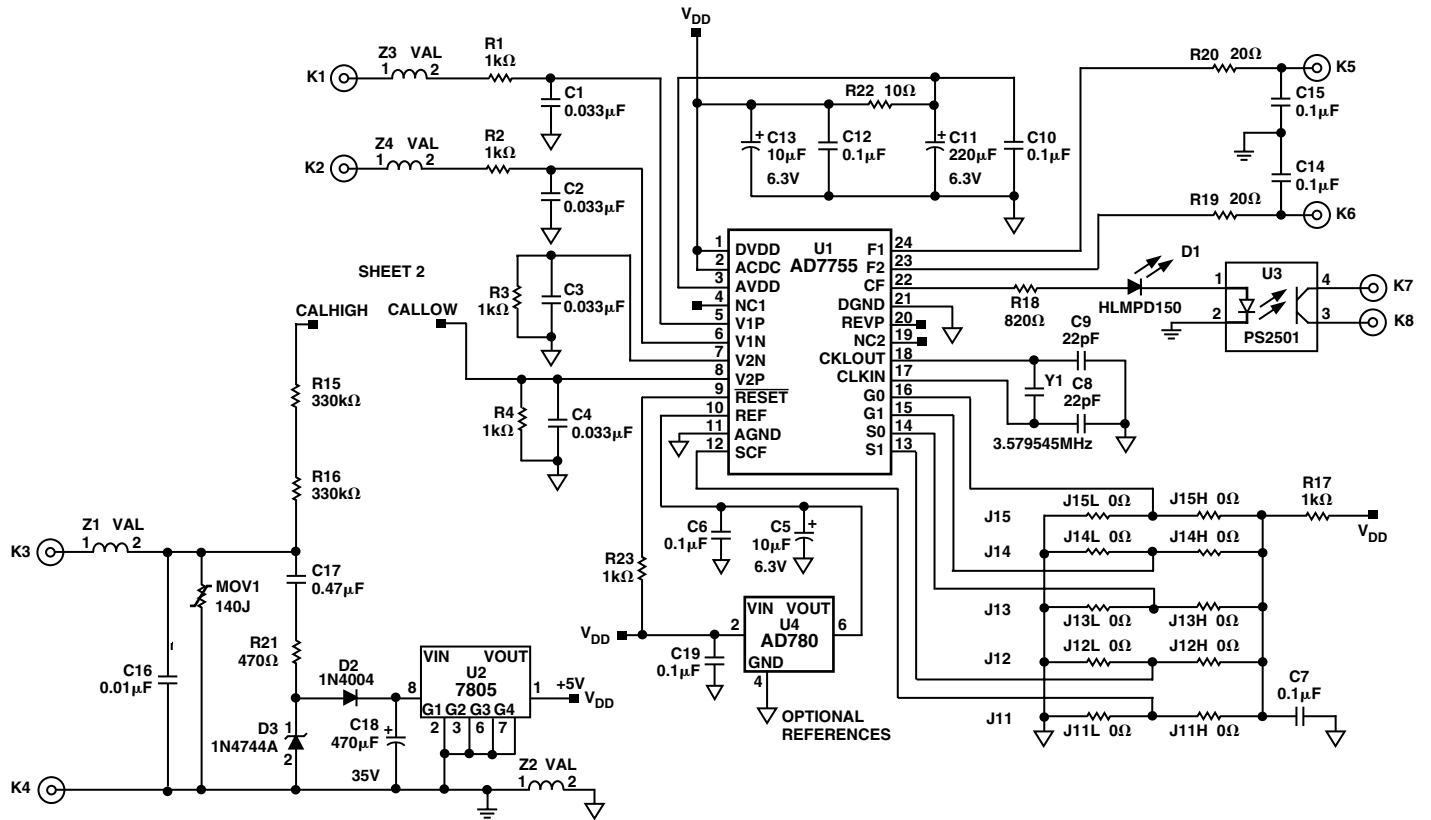 VDD
K1
Z3 VAL
1 2
R1
1kΩ
C1
0.033µF
K2
Z4 VAL
1 2
R2
1kΩ
C2
0.033µF
R22 10Ω
C13
+
10µF
6.3V
C12
0.1µF
C11
+
220µF
6.3V
C10
0.1µF
R20 20Ω
K5
C15
0.1µF
C14
0.1µF
R19 20Ω
K6
SHEET 2
CALHIGH
CALLOW
R3
1kΩ
C3
0.033µF
R4
1kΩ
C4
0.033µF
U1
AD7755
1 DVDD
2 ACDC
3 AVDD
4 NC1
5 V1P
6 V1N
7 V2N
8 V2P
9 RESET
10 REF
11 AGND
12 SCF
F1 24
F2 23
CF 22
DGND 21
REVP 20
NC2 19
CKLOUT 18
CLKIN 17
G0 16
G1 15
S0 14
S1 13
R18
820Ω
D1
HLMPD150
U3
PS2501
1
2
4
3
K7
K8
C9
22pF
Y1
C8
22pF
3.579545MHz
R15
330kΩ
R16
330kΩ
K3
Z1 VAL
1 2
MOV1
140J
C17
0.47µF
R21
470Ω
C16
0.01µF
D2
1N4004
D3
1N4744A
1
2
C18
+
470µF
35V
VIN VOUT
U2
7805
G1 G2 G3 G4
8
1
2 3 6 7
+5V
VDD
K4
Z2 VAL
1 2
C6
0.1µF
C5
+
10µF
6.3V
R23
1kΩ
VDD
C19
0.1µF
VIN VOUT
U4
AD780
GND
2
6
4
OPTIONAL
REFERENCES
J15
J15L 0Ω
J15H 0Ω
R17
1kΩ
VDD
J14
J14L 0Ω
J14H 0Ω
J13
J13L 0Ω
J13H 0Ω
J12
J12L 0Ω
J12H 0Ω
J11
J11L 0Ω
J11H 0Ω
C7
0.1µF